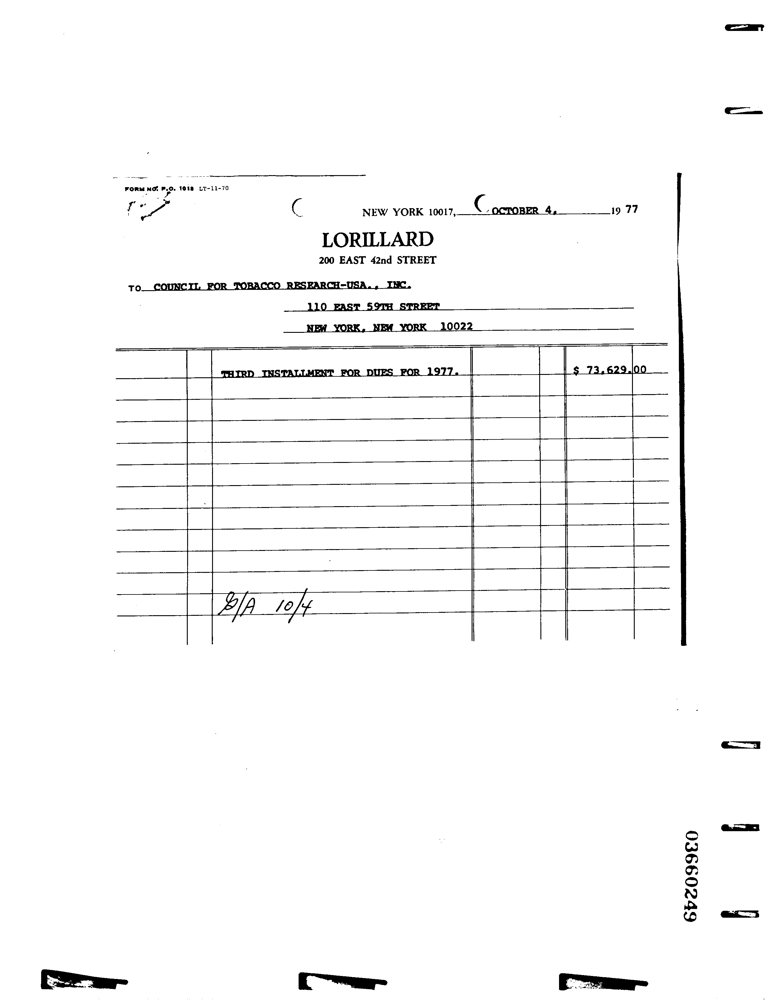 FORM NO. P.O. 1018 LT-11-70
NEW YORK 10017, OCTOBER 4, 19 77
LORILLARD
200 EAST 42nd STREET
TO COUNCIL FOR TOBACCO RESEARCH-USA., INC.
110 EAST 59TH STREET
NEW YORK, NEW YORK 10022
THIRD INSTALLMENT FOR DUES FOR 1977. $ 73,629.00
10/4
03660249